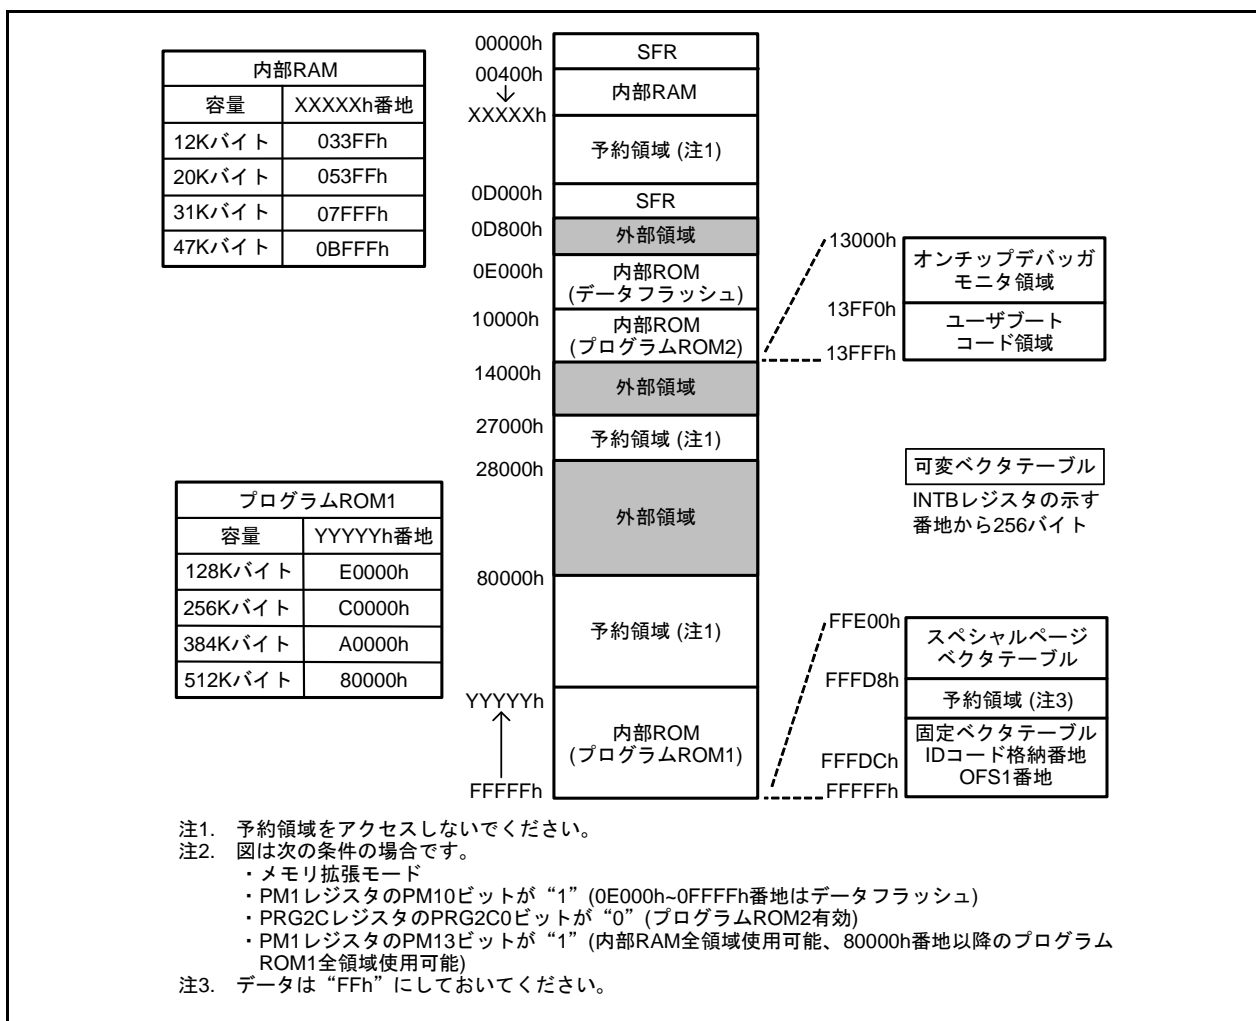 内部RAM
容量 XXXXXh番地
12Kバイト 033FFh
20Kバイト 053FFh
31Kバイト 07FFFh
47Kバイト 0BFFFh
プログラムROM1
容量 YYYYYh番地
128Kバイト E0000h
256Kバイト C0000h
384Kバイト A0000h
512Kバイト 80000h
00000h
SFR
00400h
内部RAM
XXXXXh
予約領域 (注1)
0D000h
SFR
0D800h
外部領域
0E000h
内部ROM
(データフラッシュ)
10000h
内部ROM
(プログラムROM2)
14000h
外部領域
27000h
予約領域 (注1)
28000h
外部領域
80000h
予約領域 (注1)
YYYYYh
内部ROM
(プログラムROM1)
FFFFFh
13000h
オンチップデバッガ
モニタ領域
13FF0h
ユーザブート
コード領域
13FFFh
可変ベクタテーブル
INTBレジスタの示す
番地から256バイト
FFE00h
スペシャルページ
ベクタテーブル
FFFD8h
予約領域 (注3)
固定ベクタテーブル
IDコード格納番地
OFS1番地
FFFDCh
FFFFFh
注1. 予約領域をアクセスしないでください。
注2. 図は次の条件の場合です。
・メモリ拡張モード
・PM1レジスタのPM10ビットが“1”(0E000h~0FFFFh番地はデータフラッシュ)
・PRG2CレジスタのPRG2C0ビットが“0”(プログラムROM2有効)
・PM1レジスタのPM13ビットが“1”(内部RAM全領域使用可能、80000h番地以降のプログラム
ROM1全領域使用可能)
注3. データは“FFh”にしておいてください。